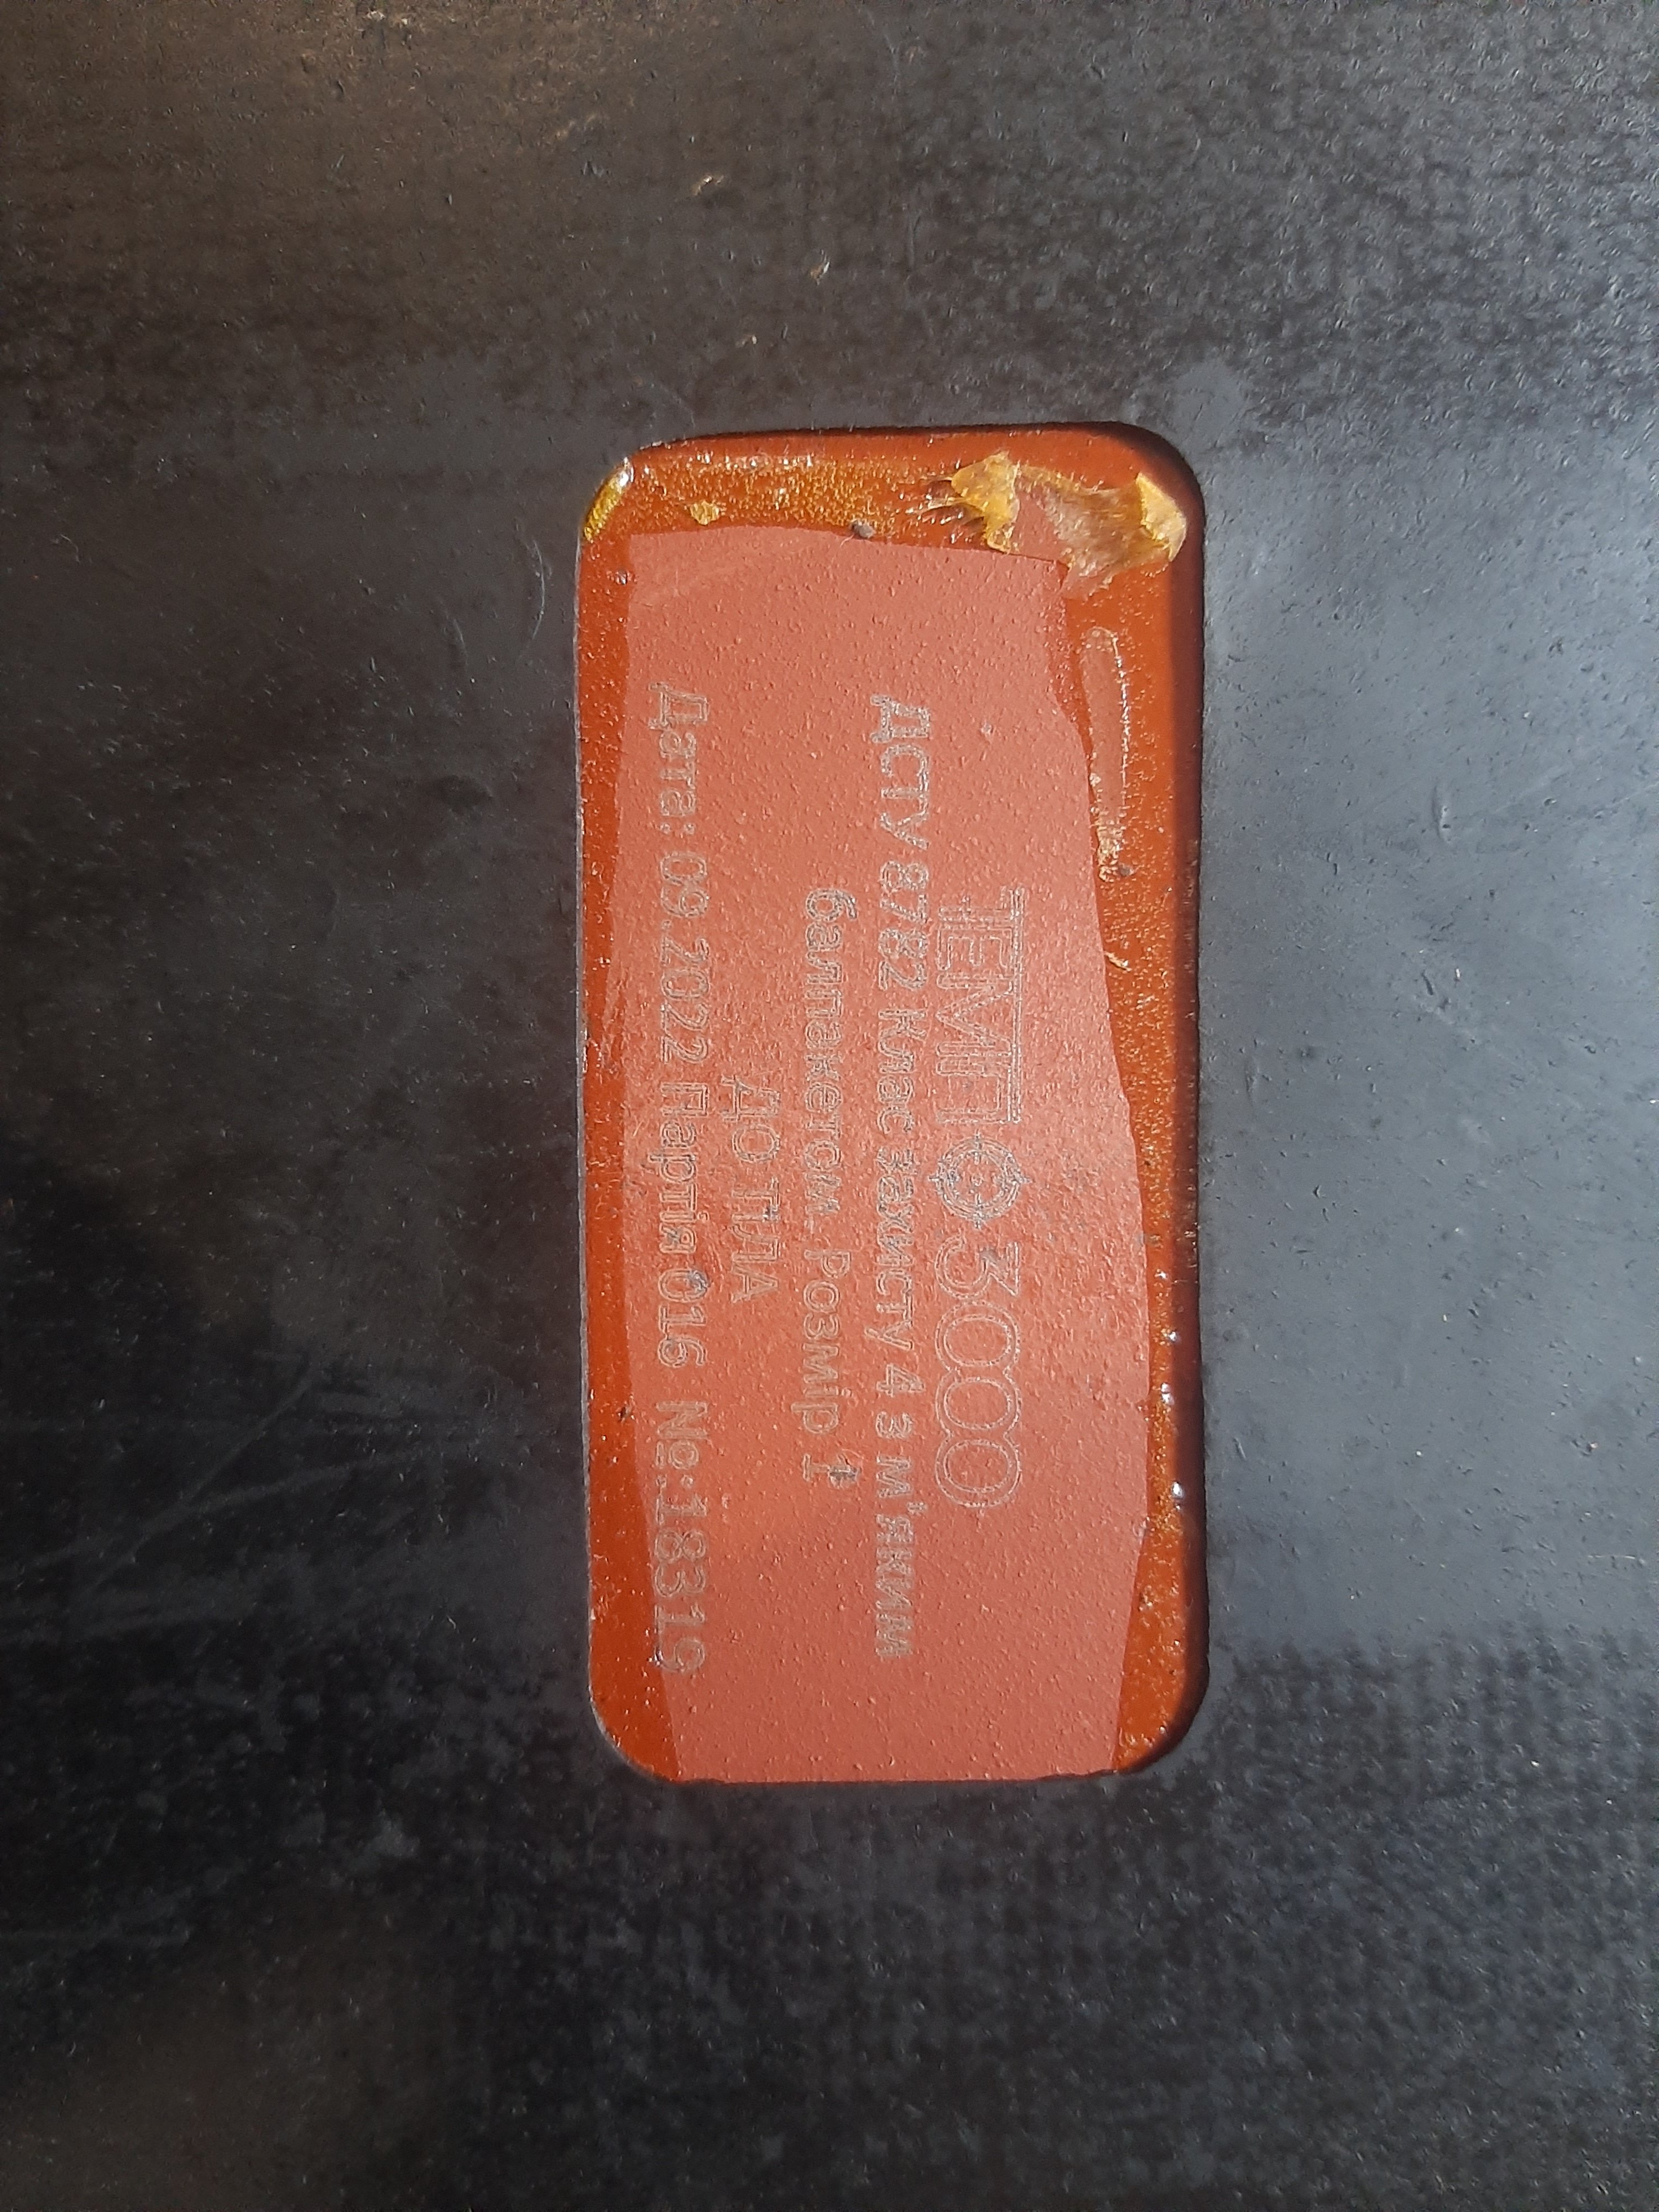 ТЕМП 3000
ДСТУ 8782 Клас захисту 4 з м'яким
балпакетом. Розмір 1
ДО ТІЛА
Дата: 09.2022 Партія 016 №:18319